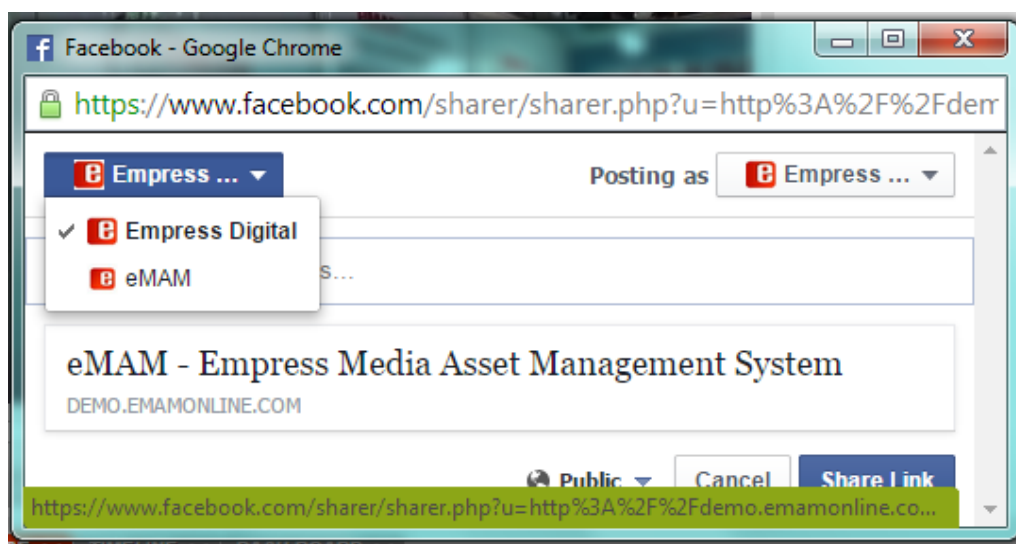 Facebook - Google Chrome
https://www.facebook.com/sharer/sharer.php?u=http%3A%2F%2Fdem
Empress ...
Posting as
Empress ...
Empress Digital
s...
eMAM
eMAM - Empress Media Asset Management System
DEMO.EMAMONLINE.COM
Public
Cancel
Share Link
https://www.facebook.com/sharer/sharer.php?u=http%3A%2F%2Fdemo.emamonline.co...